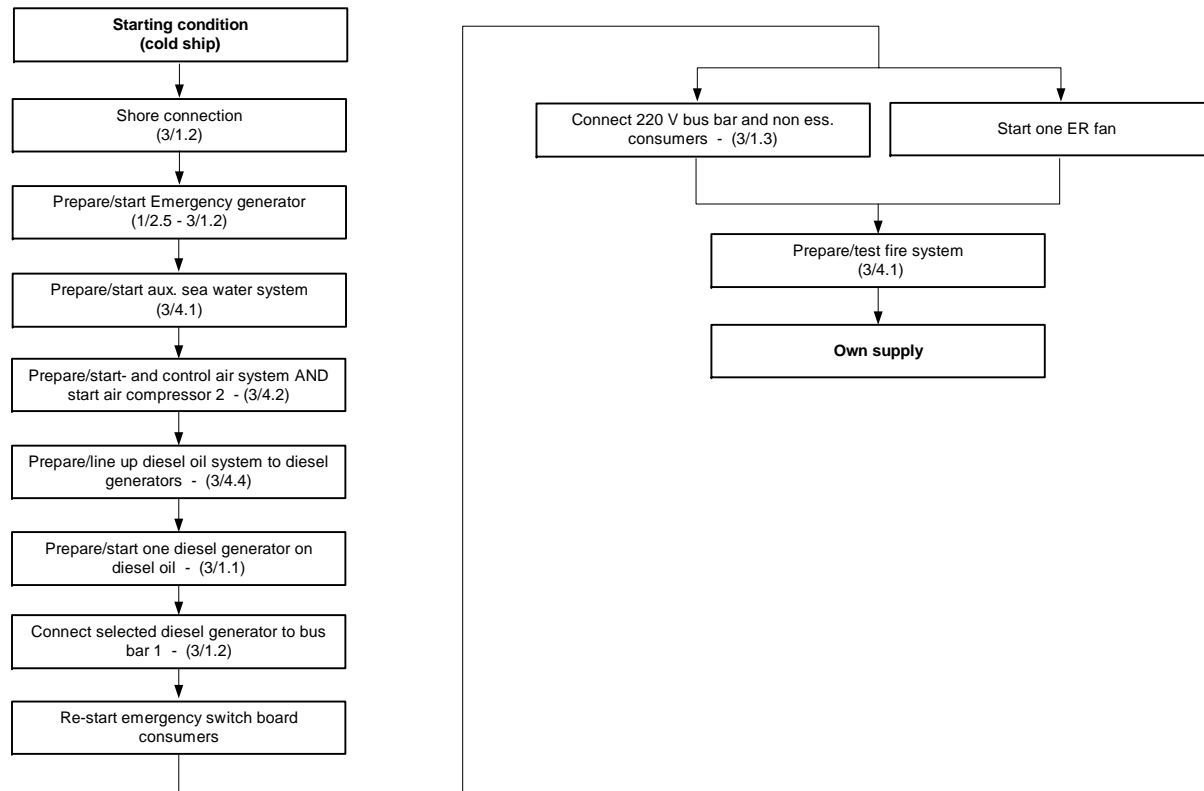 Starting condition
(cold ship)
Shore connection
(3/1.2)
Prepare/start Emergency generator
(1/2.5 - 3/1.2)
Prepare/start aux. sea water system
(3/4.1)
Prepare/start- and control air system AND
start air compressor 2 - (3/4.2)
Prepare/line up diesel oil system to diesel
generators - (3/4.4)
Prepare/start one diesel generator on
diesel oil - (3/1.1)
Connect selected diesel generator to bus
bar 1 - (3/1.2)
Re-start emergency switch board
consumers
Connect 220 V bus bar and non ess.
consumers - (3/1.3)
Start one ER fan
Prepare/test fire system
(3/4.1)
Own supply